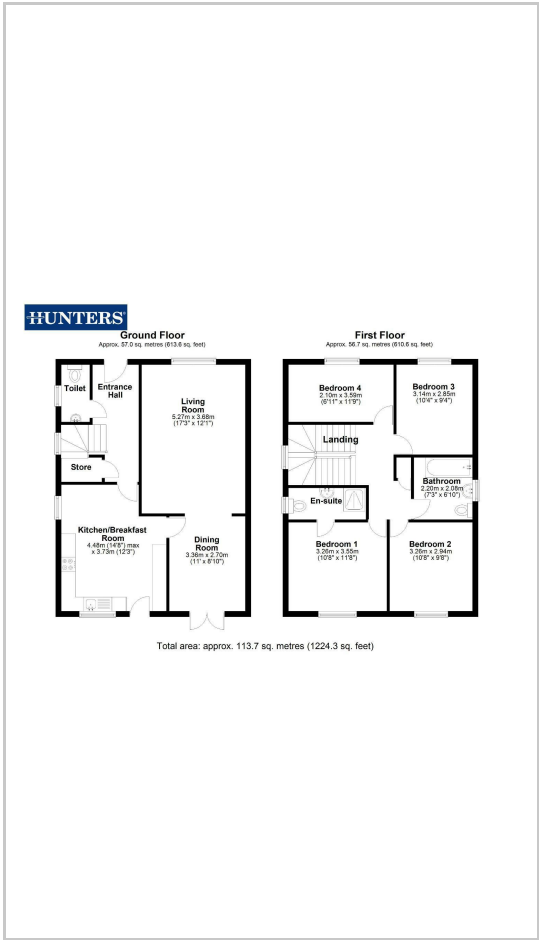 HUNTERS
Ground Floor
Approx. 57.0 sq. metres (613.6 sq. feet)
Toilet
Entrance
Hall
Living
Room
5.27m x 3.68m
(17'3" x 12'1")
Store
Kitchen/Breakfast
Room
4.48m (14'8") max
x 3.73m (12'3")
Dining
Room
3.36m x 2.70m
(11' x 8'10")
First Floor
Approx. 56.7 sq. metres (610.6 sq. feet)
Bedroom 4
2.10m x 3.59m
(6'11" x 11'9")
Bedroom 3
3.14m x 2.85m
(10'4" x 9'4")
Landing
Bathroom
2.20m x 2.08m
(7'3" x 6'10")
En-suite
Bedroom 1
3.26m x 3.55m
(10'8" x 11'8")
Bedroom 2
3.26m x 2.94m
(10'8" x 9'8")
Total area: approx. 113.7 sq. metres (1224.3 sq. feet)